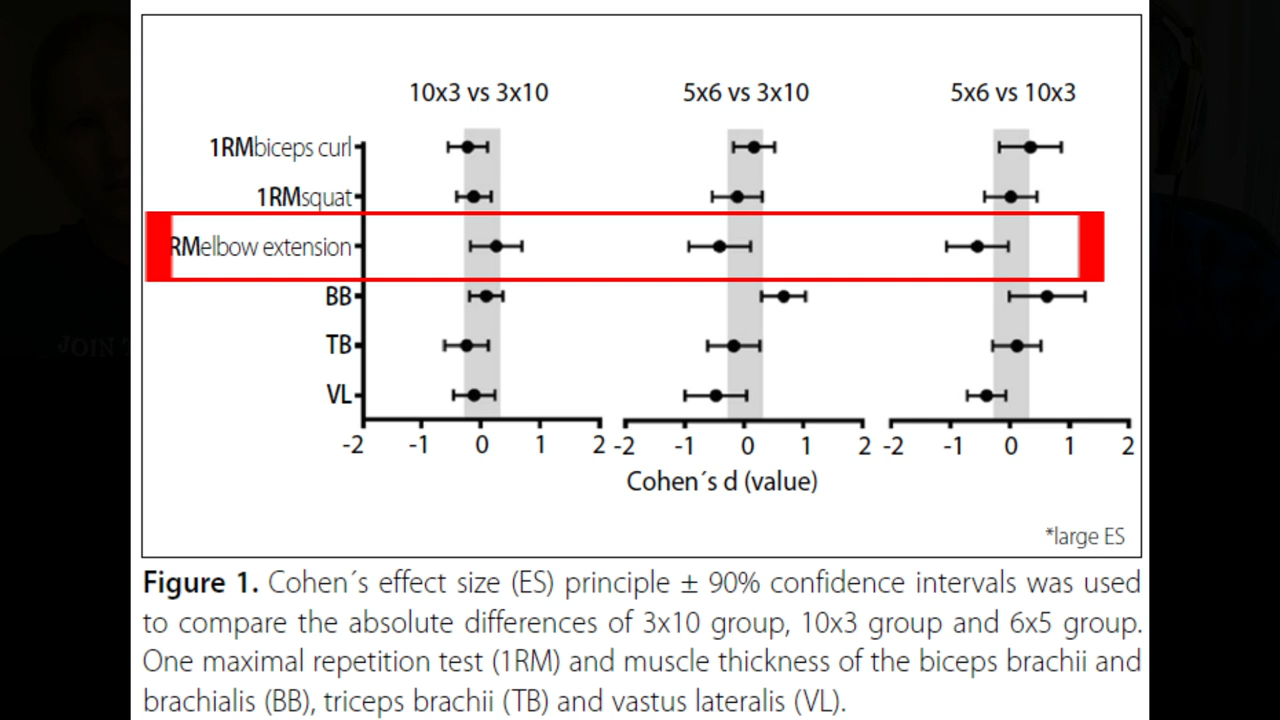 10x3 vs 3x10 5x6 vs 3x10 5x6 vs 10x3
1RMbiceps curl
1RMsquat
RMelbow extension
BB
TB
VL
-2 -1 0 1 2 -2 -1 0 1 2 -2 -1 0 1 2
Cohen´s d (value)
*large ES
Figure 1. Cohen´s effect size (ES) principle ± 90% confidence intervals was used
to compare the absolute differences of 3x10 group, 10x3 group and 6x5 group.
One maximal repetition test (1RM) and muscle thickness of the biceps brachii and
brachialis (BB), triceps brachii (TB) and vastus lateralis (VL).
JOIN